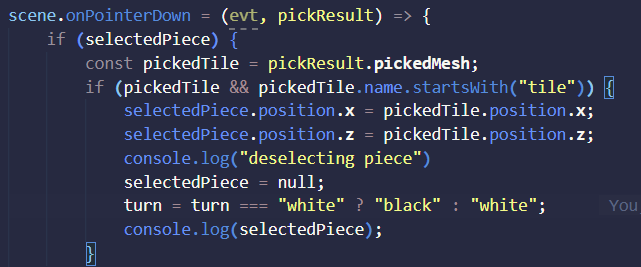 scene.onPointerDown = (evt, pickResult) => {
if (selectedPiece) {
const pickedTile = pickResult.pickedMesh;
if (pickedTile && pickedTile.name.startsWith("tile")) {
selectedPiece.position.x = pickedTile.position.x;
selectedPiece.position.z = pickedTile.position.z;
console.log("deselecting piece")
selectedPiece = null;
turn = turn === "white" ? "black" : "white"; You
console.log(selectedPiece);
}